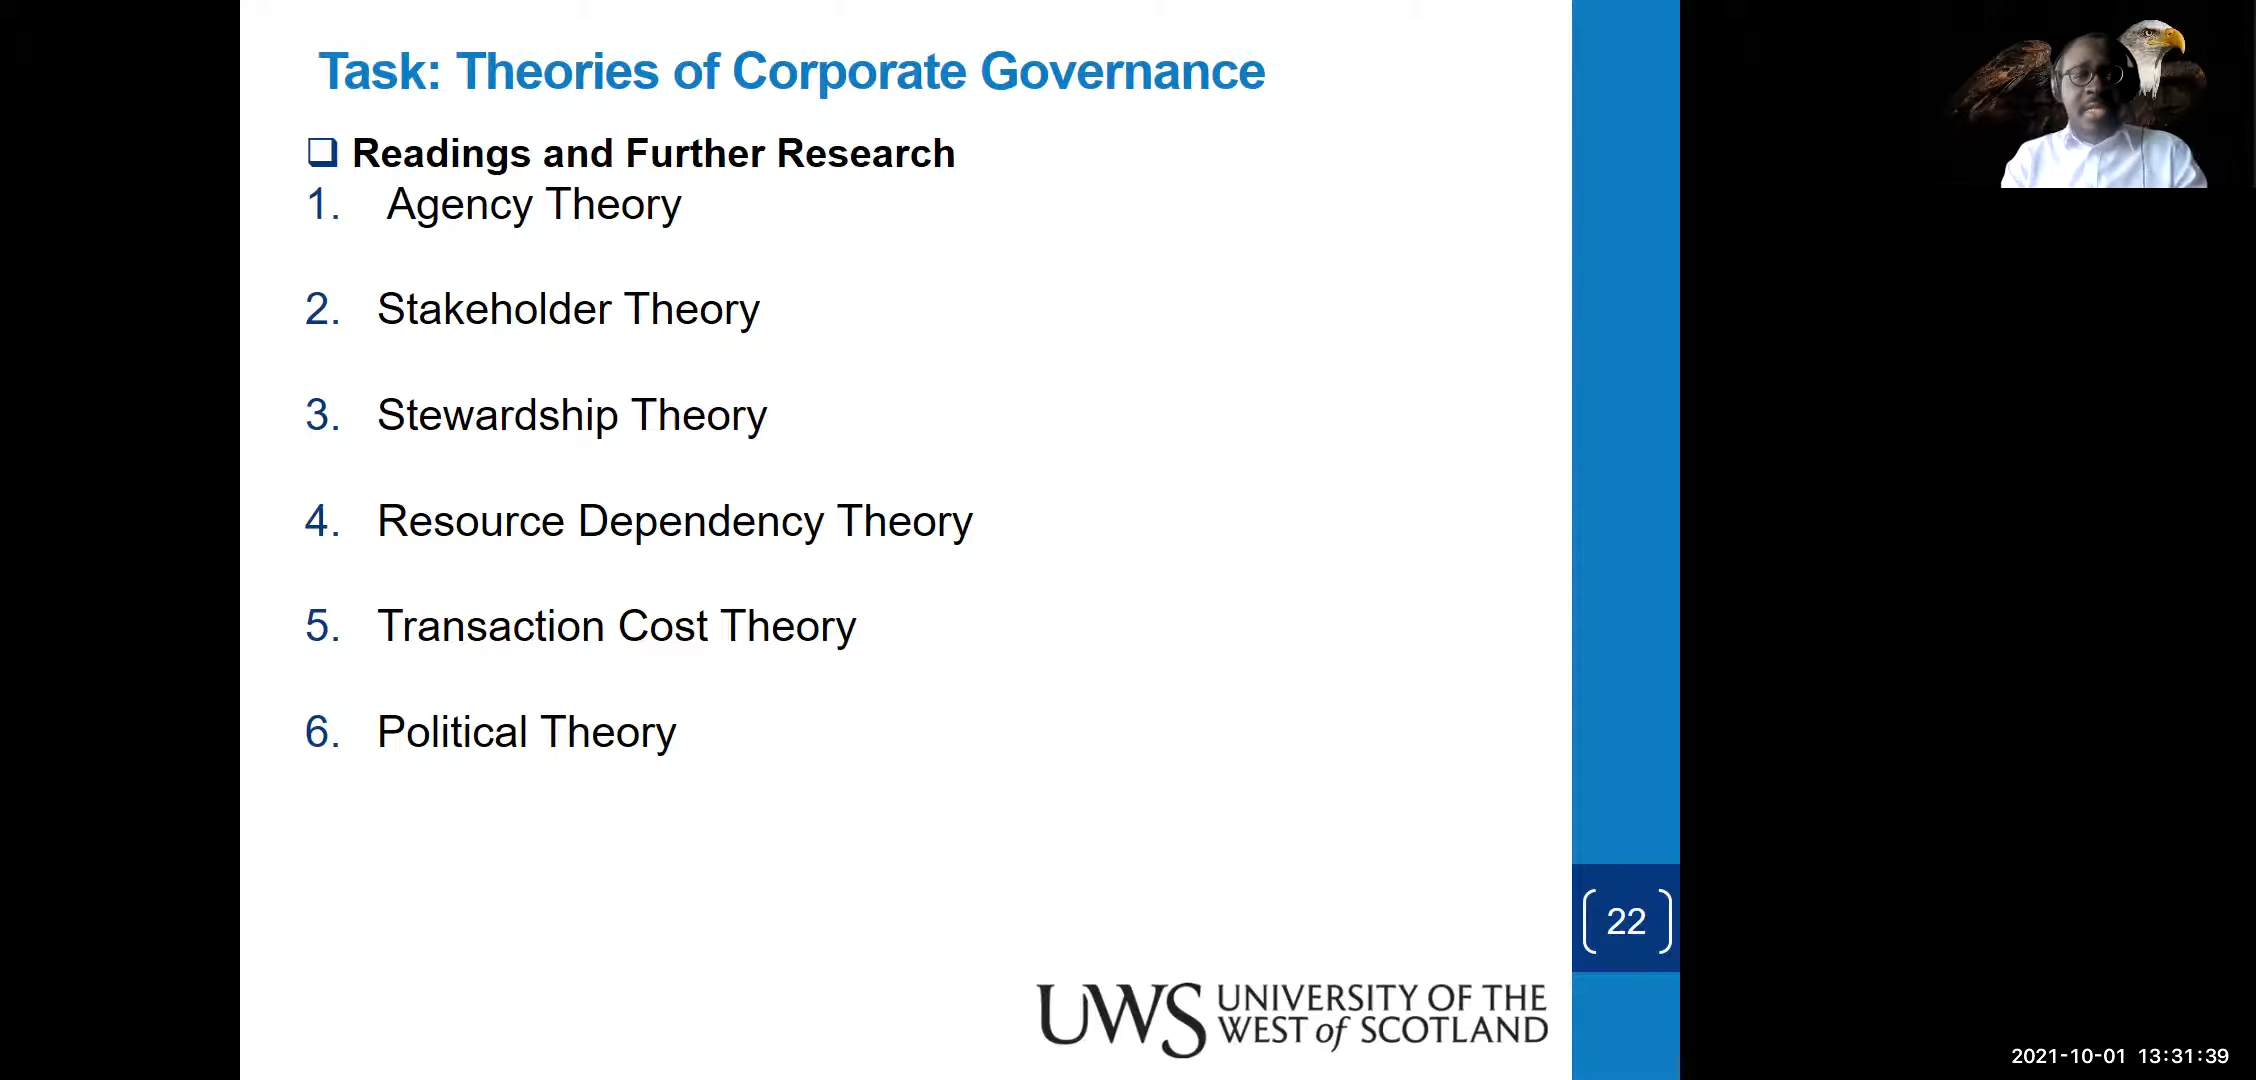 Task: Theories of Corporate Governance
❑ Readings and Further Research
1. Agency Theory
2. Stakeholder Theory
3. Stewardship Theory
4. Resource Dependency Theory
5. Transaction Cost Theory
6. Political Theory
22
UWS UNIVERSITY OF THE
WEST of SCOTLAND
2021-10-01 13:31:39